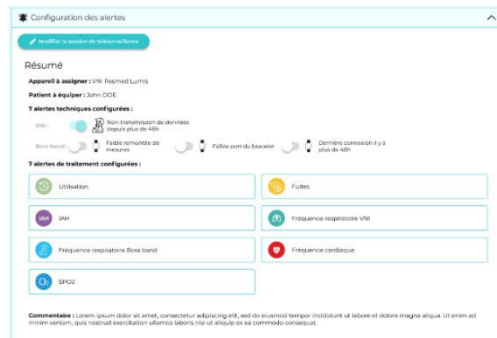 Configuration des alertes
Modifier la session de télésurveillance
Résumé
Appareil à assigner : VNI Resmed Lumis
Patient à équiper : John DOE
7 alertes techniques configurées :
VNI : Non-transmission de données
depuis plus de 48h
Bora band : Faible remontée de
mesures
Faible port du bracelet
Dernière connexion il y a
plus de 48h
7 alertes de traitement configurées :
Utilisation
Fuites
IAH IAH
Fréquence respiratoire VNI
Fréquence respiratoire Bora band
Fréquence cardiaque
O₂ SPO2
Commentaire : Lorem ipsum dolor sit amet, consectetur adipiscing elit, sed do eiusmod tempor incididunt ut labore et dolore magna aliqua. Ut enim ad
minim veniam, quis nostrud exercitation ullamco laboris nisi ut aliquip ex ea commodo consequat.